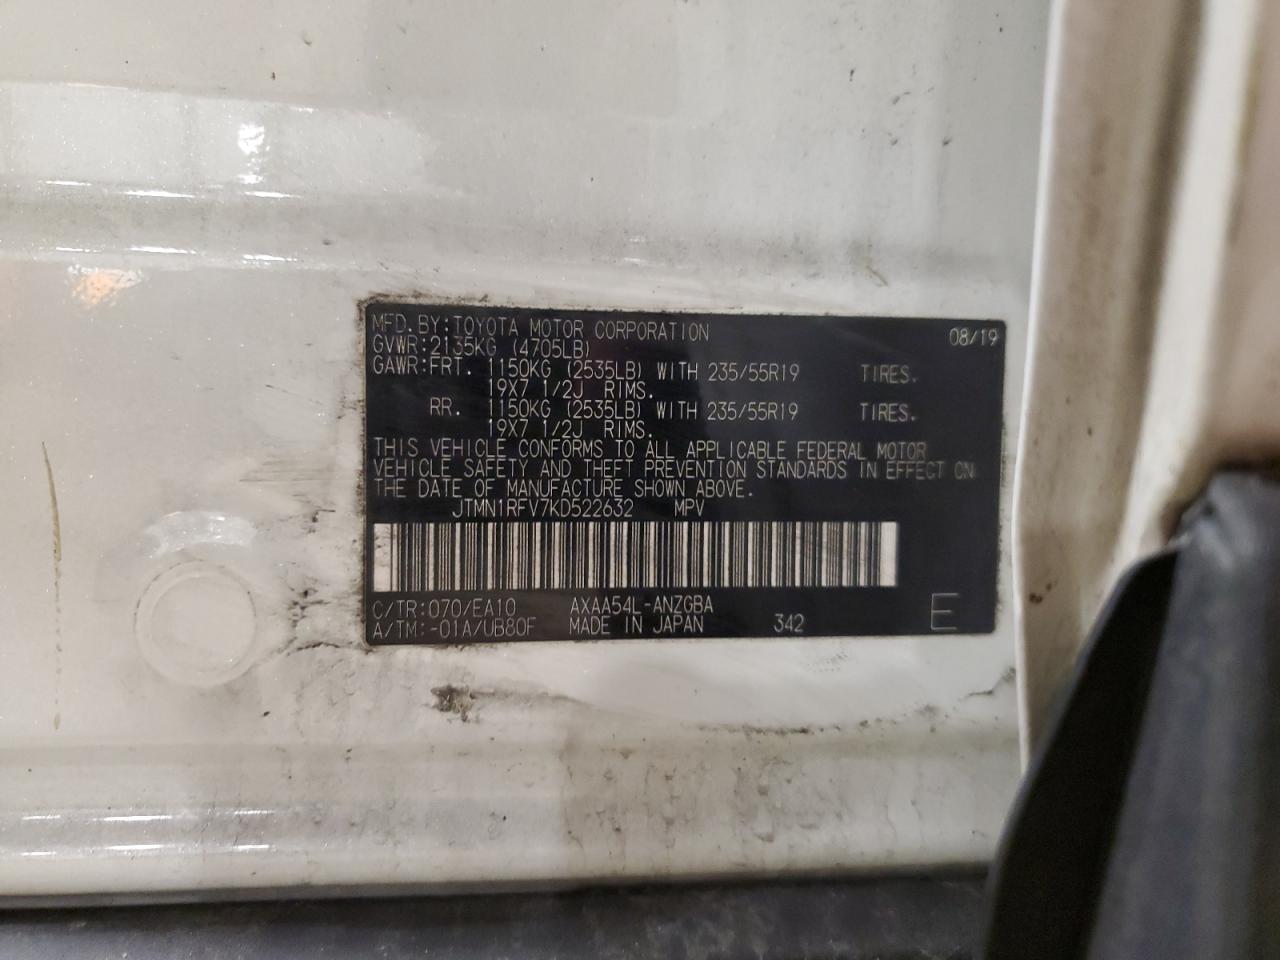 MFD. BY: TOYOTA MOTOR CORPORATION 08/19
GVWR: 2135KG (4705LB)
GAWR: FRT. 1150KG (2535LB) WITH 235/55R19 TIRES.
19X7 1/2J RIMS.
RR. 1150KG (2535LB) WITH 235/55R19 TIRES.
19X7 1/2J RIMS.
THIS VEHICLE CONFORMS TO ALL APPLICABLE FEDERAL MOTOR
VEHICLE SAFETY AND THEFT PREVENTION STANDARDS IN EFFECT ON
THE DATE OF MANUFACTURE SHOWN ABOVE.
JTMN1RFV7KD522632 MPV
C/TR: 070/EA10 AXAA54L-ANZGBA
A/TM: -01A/UB80F MADE IN JAPAN 342 E